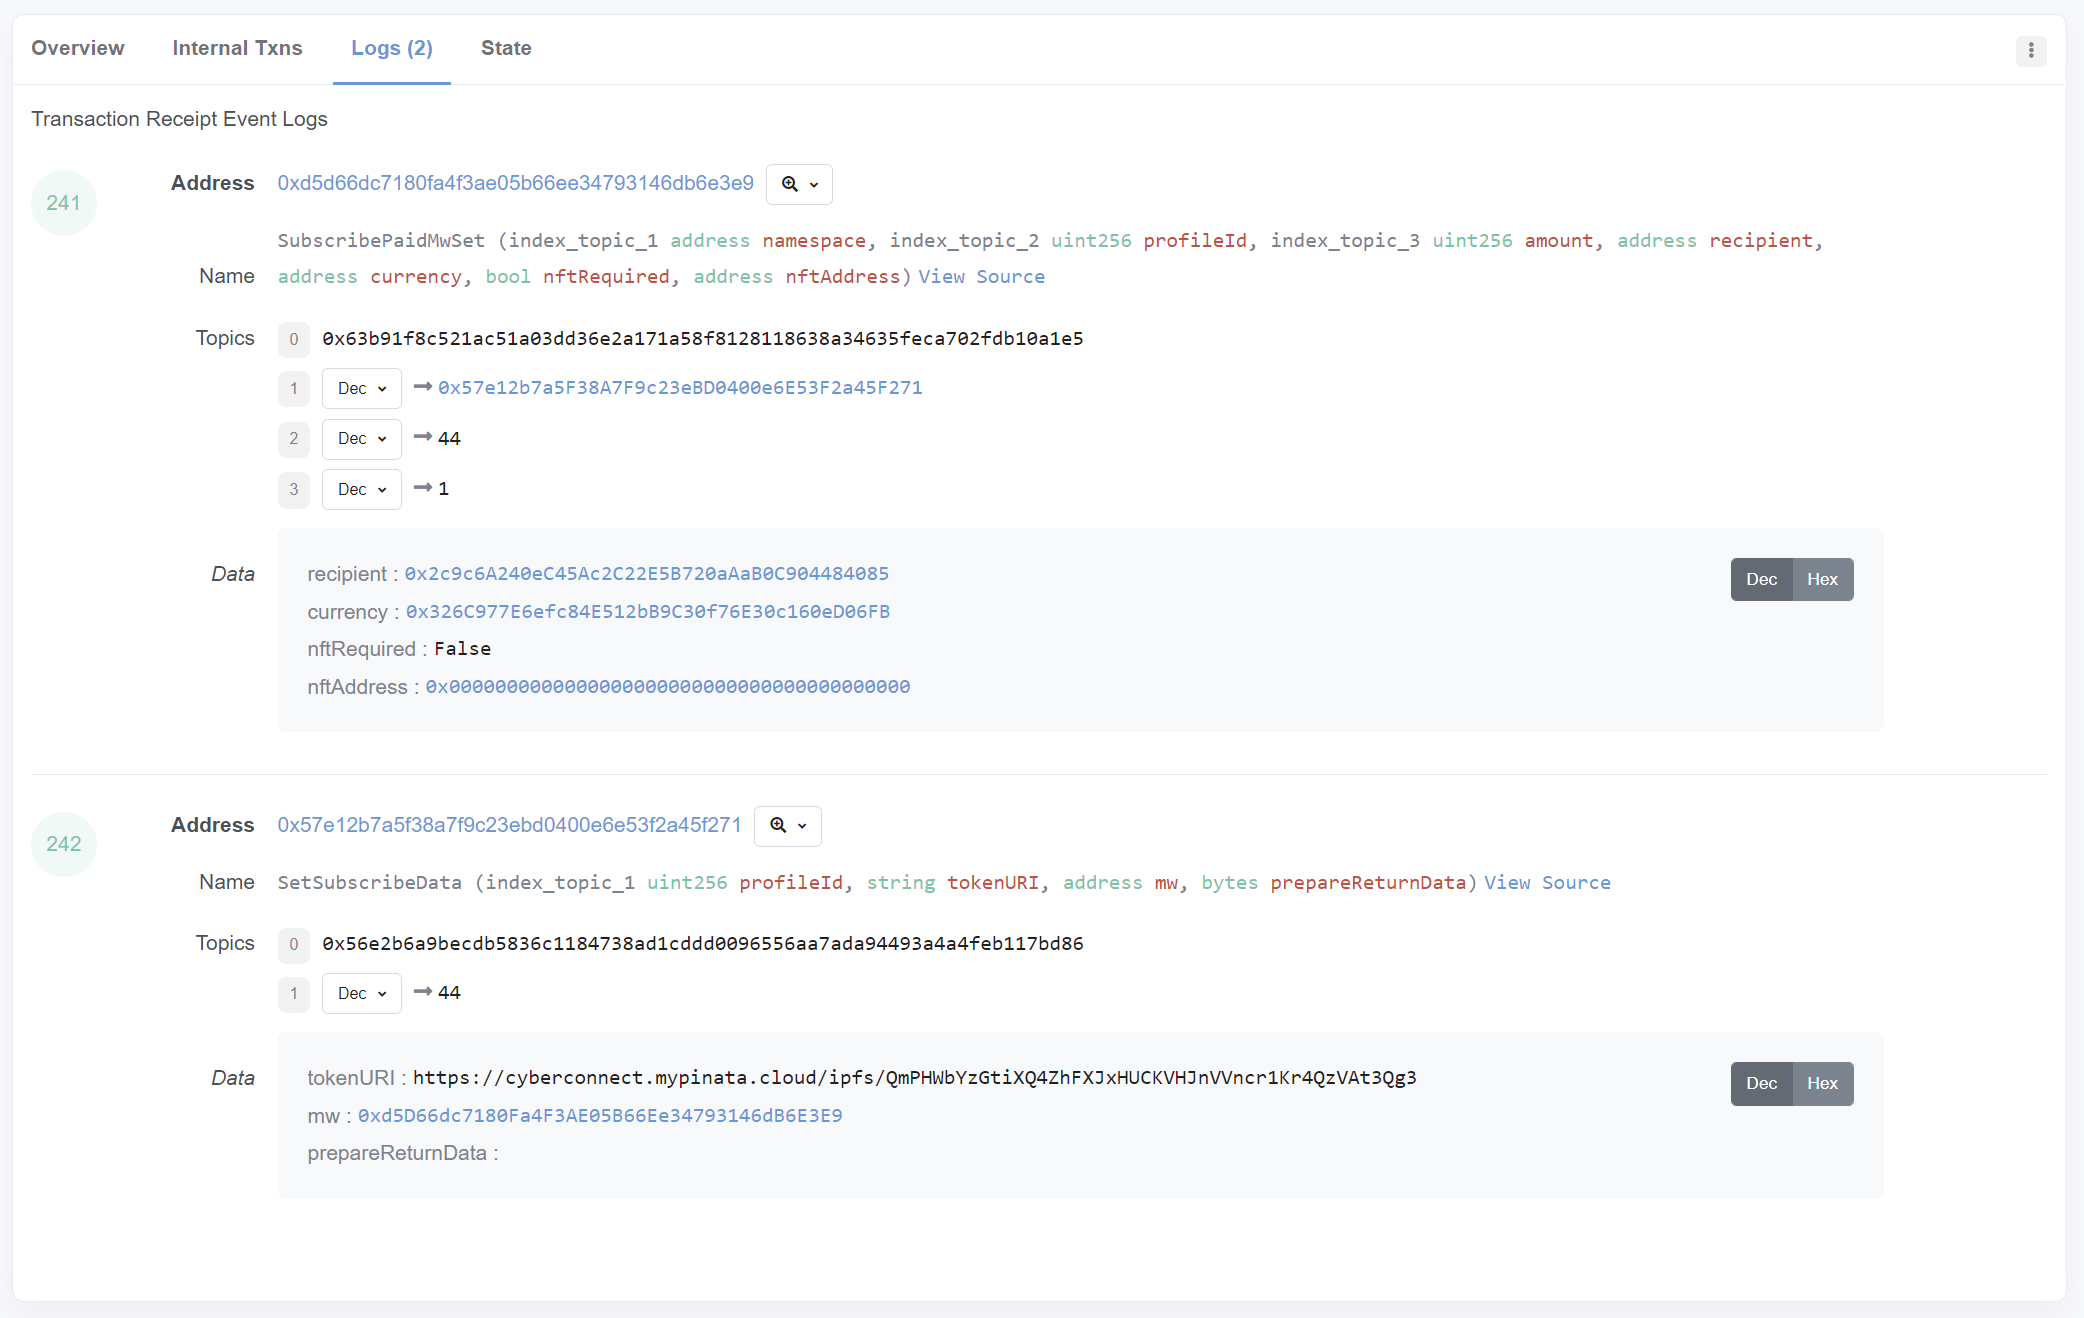 Overview Internal Txns Logs (2) State
Transaction Receipt Event Logs
241 Address 0xd5d66dc7180fa4f3ae05b66ee34793146db6e3e9
SubscribePaidMwSet (index_topic_1 address namespace, index_topic_2 uint256 profileId, index_topic_3 uint256 amount, address recipient,
Name address currency, bool nftRequired, address nftAddress) View Source
Topics 0 0x63b91f8c521ac51a03dd36e2a171a58f8128118638a34635feca702fdb10a1e5
1 Dec 0x57e12b7a5F38A7F9c23eBD0400e6E53F2a45F271
2 Dec 44
3 Dec 1
Data recipient : 0x2c9c6A240eC45Ac2C22E5B720aAaB0C904484085 Dec Hex
currency : 0x326C977E6efc84E512bB9C30f76E30c160eD06FB
nftRequired : False
nftAddress : 0x0000000000000000000000000000000000000000
242 Address 0x57e12b7a5f38a7f9c23ebd0400e6e53f2a45f271
Name SetSubscribeData (index_topic_1 uint256 profileId, string tokenURI, address mw, bytes prepareReturnData) View Source
Topics 0 0x56e2b6a9becdb5836c1184738ad1cddd0096556aa7ada94493a4a4feb117bd86
1 Dec 44
Data tokenURI : https://cyberconnect.mypinata.cloud/ipfs/QmPHWbYzGtiXQ4ZhFXJxHUCKVHJnVVncr1Kr4QzVAt3Qg3 Dec Hex
mw : 0xd5D66dc7180Fa4F3AE05B66Ee34793146dB6E3E9
prepareReturnData :